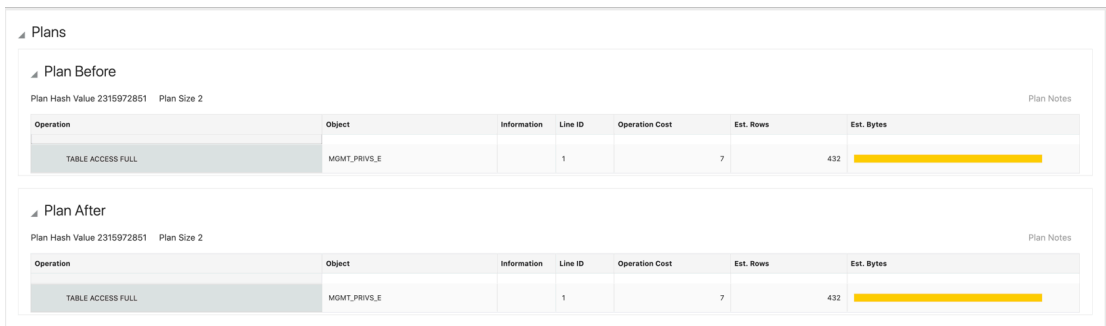 Plans
Plan Before
Plan Hash Value 2315972851 Plan Size 2 Plan Notes
Operation Object Information Line ID Operation Cost Est. Rows Est. Bytes
TABLE ACCESS FULL MGMT_PRIVS_E 1 7 432
Plan After
Plan Hash Value 2315972851 Plan Size 2 Plan Notes
Operation Object Information Line ID Operation Cost Est. Rows Est. Bytes
TABLE ACCESS FULL MGMT_PRIVS_E 1 7 432